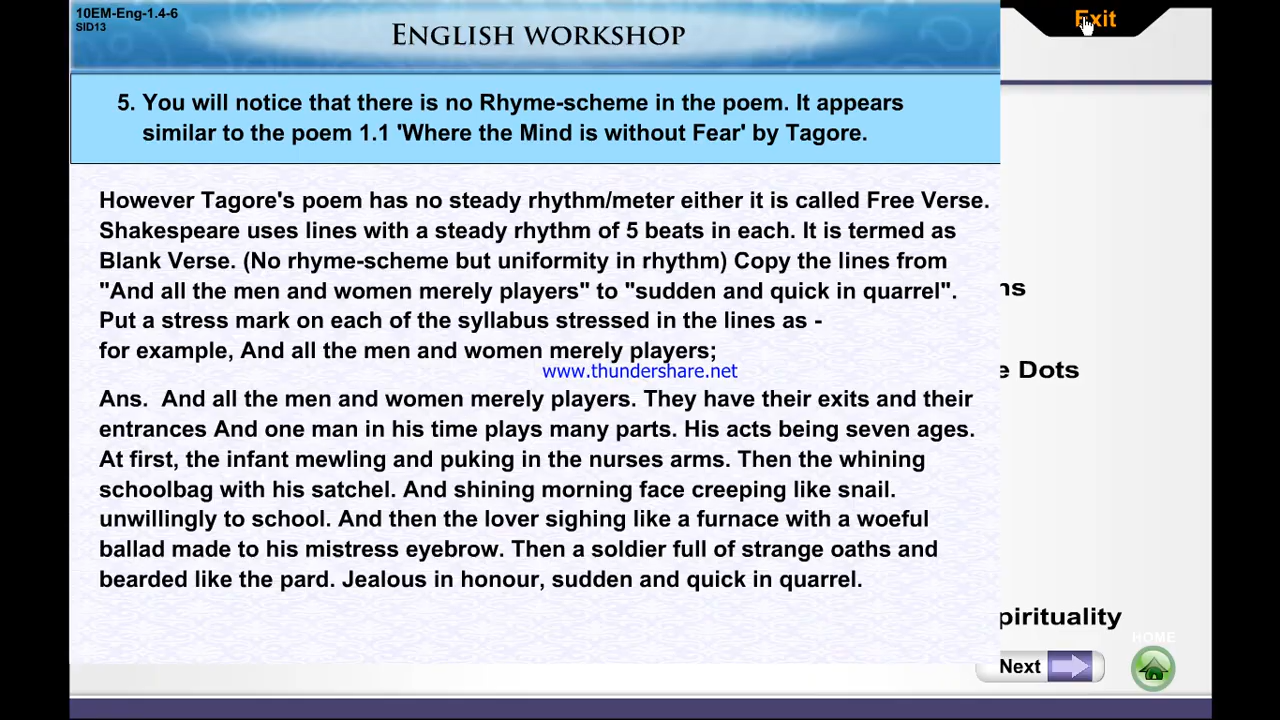 10EM-Eng-1.4-6
SID13
ENGLISH WORKSHOP
Exit
5. You will notice that there is no Rhyme-scheme in the poem. It appears
similar to the poem 1.1 'Where the Mind is without Fear' by Tagore.
However Tagore's poem has no steady rhythm/meter either it is called Free Verse.
Shakespeare uses lines with a steady rhythm of 5 beats in each. It is termed as
Blank Verse. (No rhyme-scheme but uniformity in rhythm) Copy the lines from
"And all the men and women merely players" to "sudden and quick in quarrel".
Put a stress mark on each of the syllabus stressed in the lines as -
for example, And all the men and women merely players;
www.thundershare.net
Ans. And all the men and women merely players. They have their exits and their
entrances And one man in his time plays many parts. His acts being seven ages.
At first, the infant mewling and puking in the nurses arms. Then the whining
schoolbag with his satchel. And shining morning face creeping like snail.
unwillingly to school. And then the lover sighing like a furnace with a woeful
ballad made to his mistress eyebrow. Then a soldier full of strange oaths and
bearded like the pard. Jealous in honour, sudden and quick in quarrel.
ns
e Dots
pirituality
HOME
Next